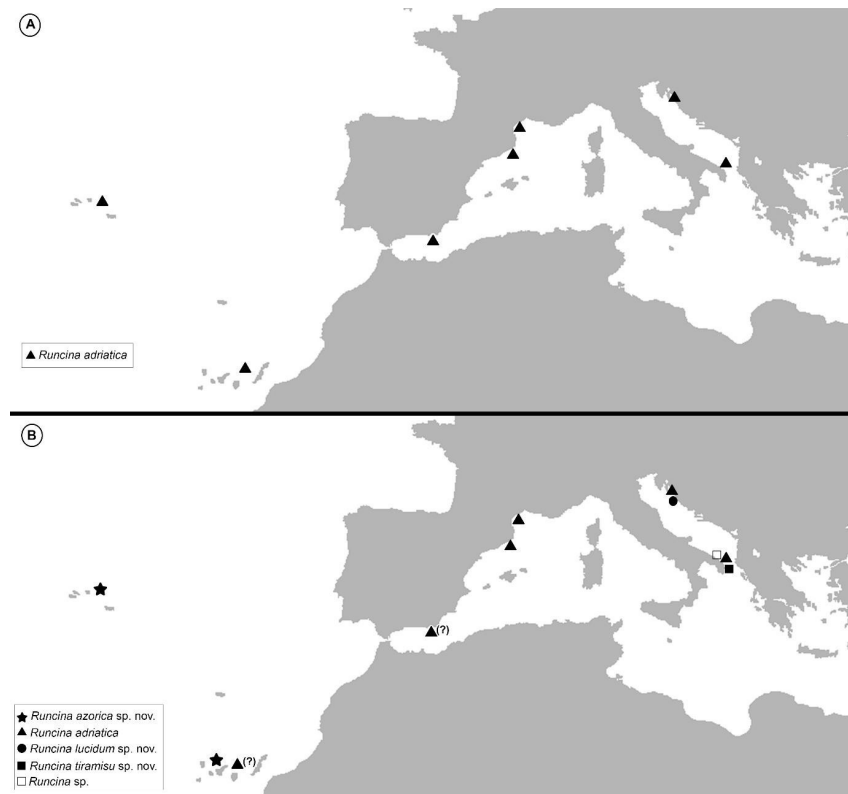 A
Runcina adriatica
B
(?)
(?)
Runcina azorica sp. nov.
Runcina adriatica
Runcina lucidum sp. nov.
Runcina tiramisu sp. nov.
Runcina sp.